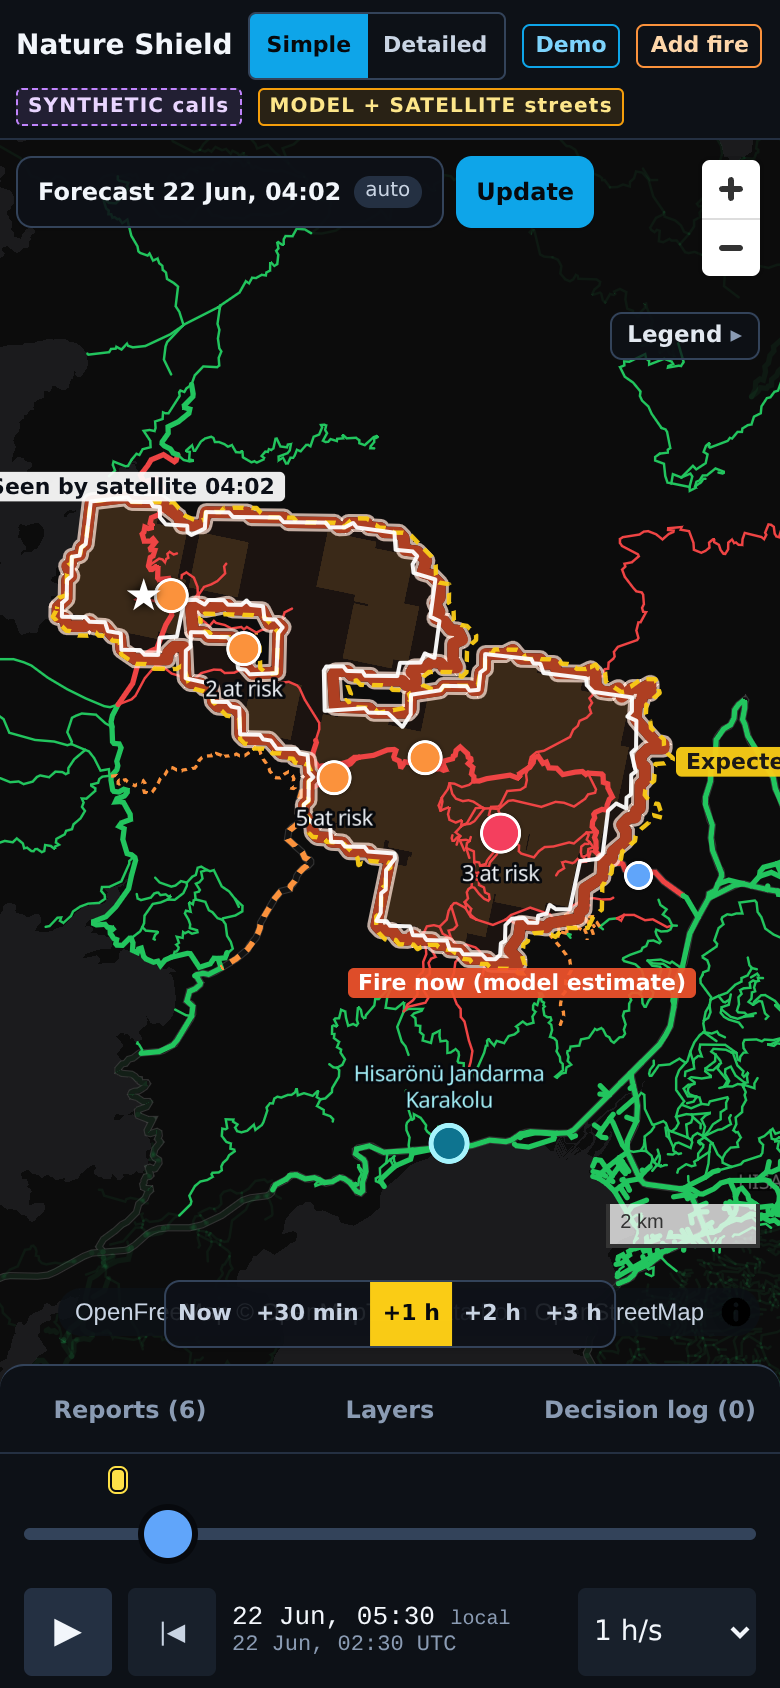 Nature Shield
Simple
Detailed
Demo
Add fire
SYNTHETIC calls
MODEL + SATELLITE streets
Forecast 22 Jun, 04:02 auto
Update
Legend ▸
Seen by satellite 04:02
2 at risk
Expecte
5 at risk
3 at risk
Fire now (model estimate)
Hisarönü Jandarma
Karakolu
2 km
Now
+30 min
+1 h
+2 h
+3 h
OpenStreetMap
Reports (6)
Layers
Decision log (0)
22 Jun, 05:30 local
22 Jun, 02:30 UTC
1 h/s